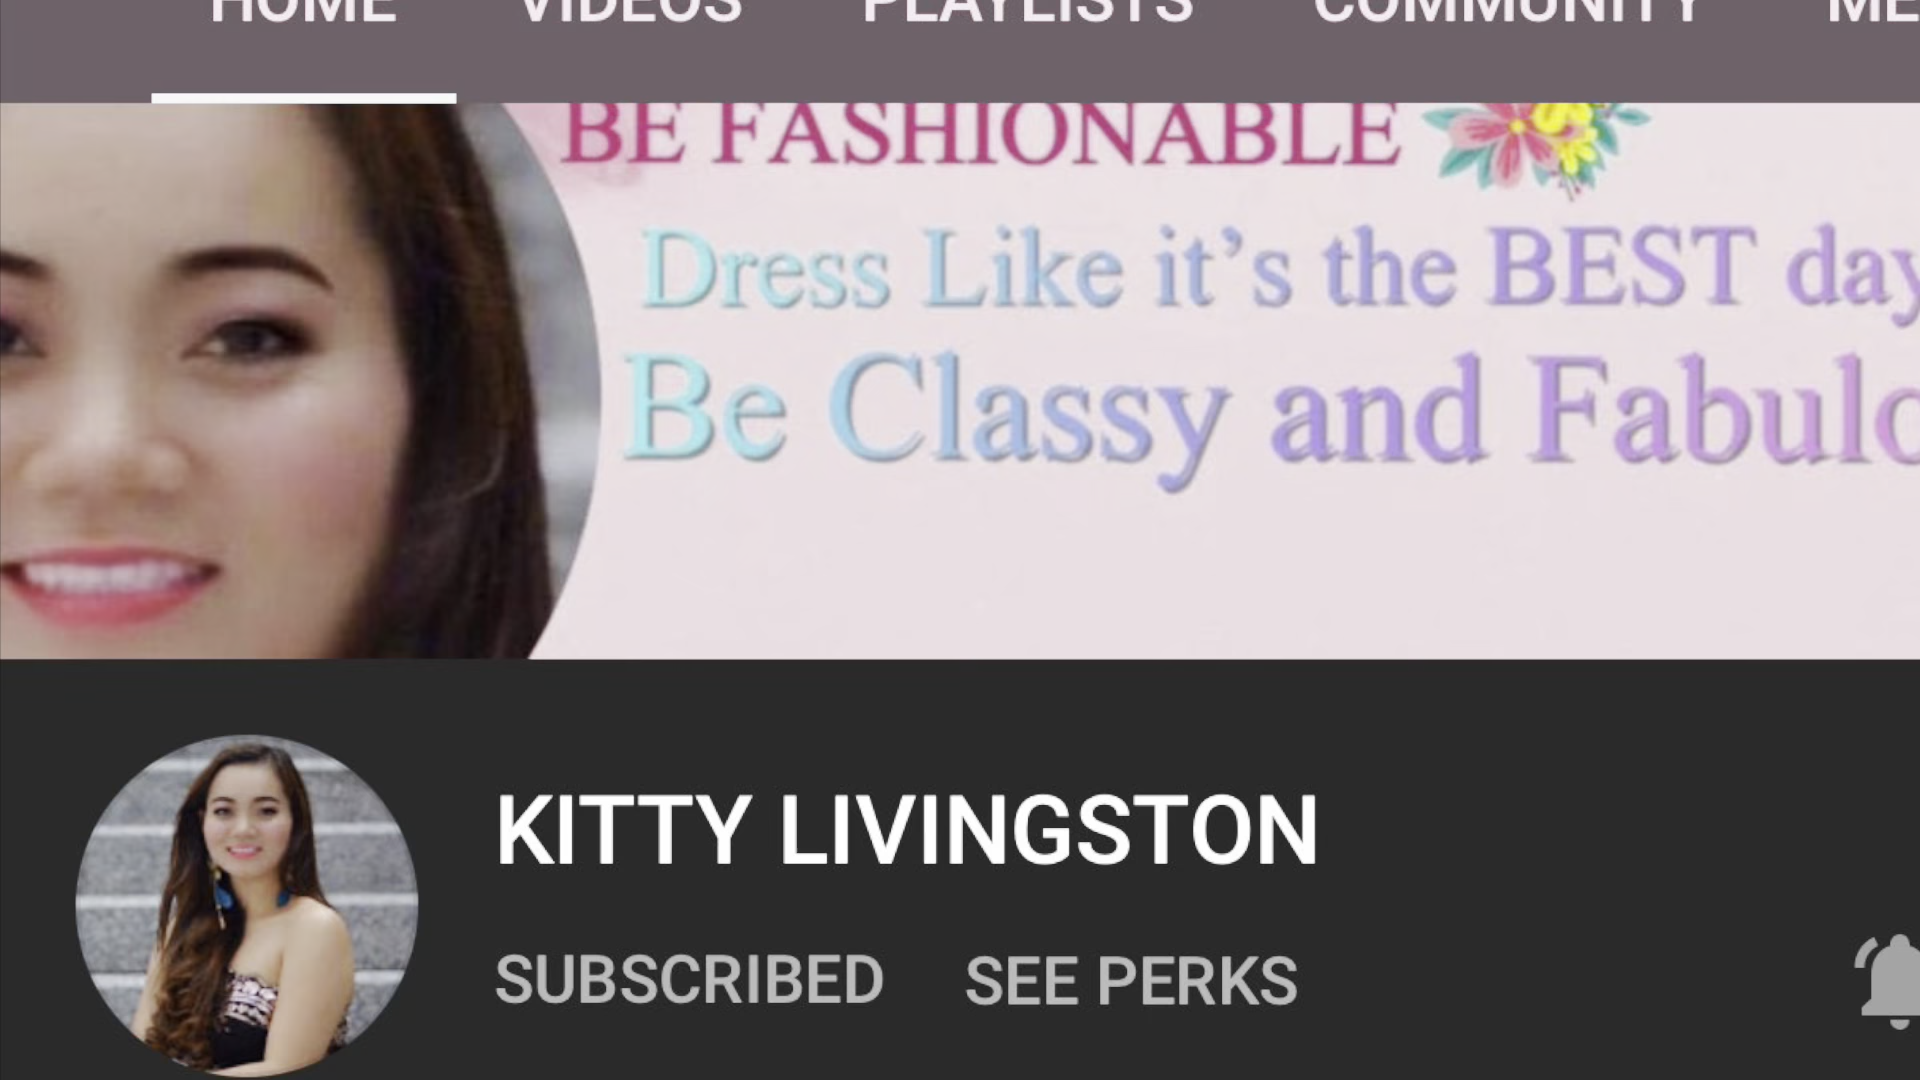 HOME VIDEOS PLAYLISTS COMMUNITY
BE FASHIONABLE
Dress Like it's the BEST day
Be Classy and
KITTY LIVINGSTON
SUBSCRIBED SEE PERKS